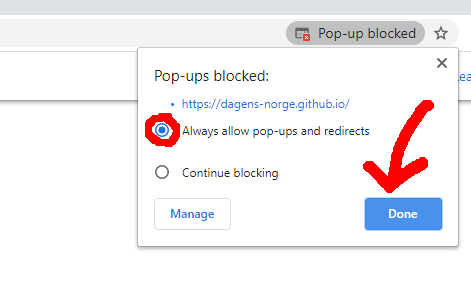 Pop-up blocked
Pop-ups blocked:
https://dagens-norge.github.io/
Always allow pop-ups and redirects
Continue blocking
Manage
Done